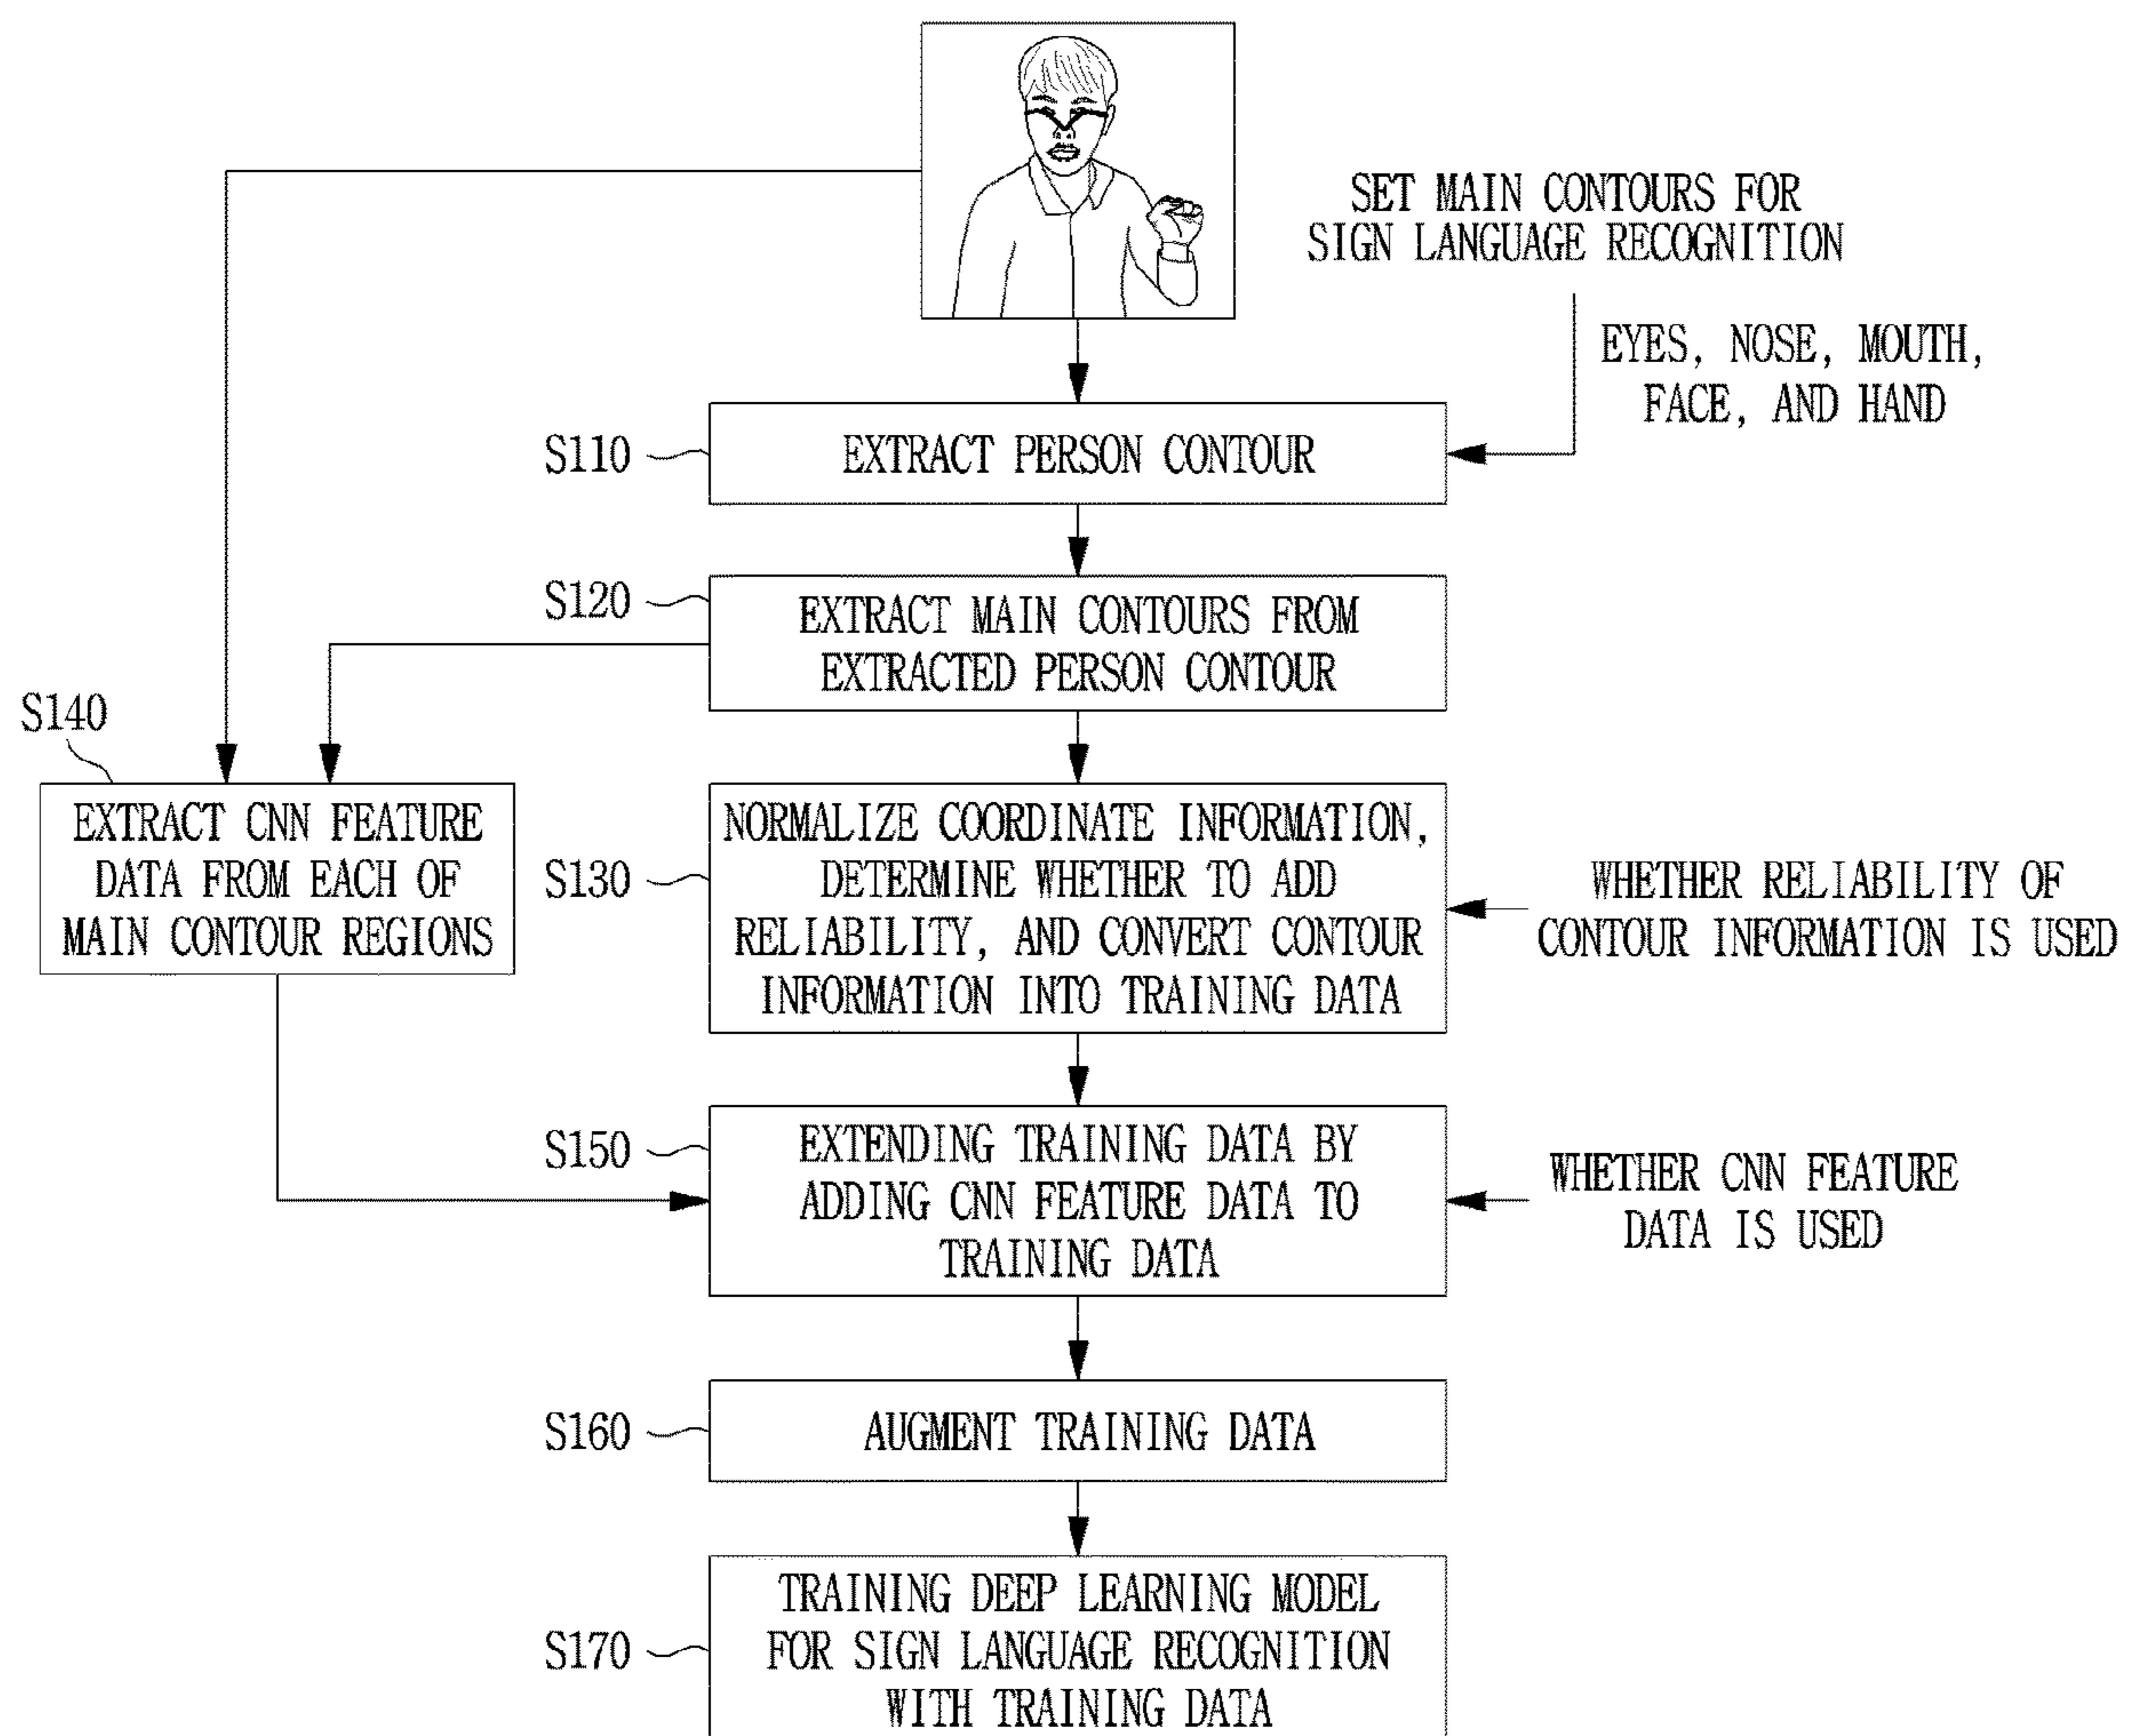 SET MAIN CONTOURS FOR
SIGN LANGUAGE RECOGNITION
EYES, NOSE, MOUTH,
FACE, AND HAND
S110
EXTRACT PERSON CONTOUR
S120
EXTRACT MAIN CONTOURS FROM
EXTRACTED PERSON CONTOUR
S140
EXTRACT CNN FEATURE
DATA FROM EACH OF
MAIN CONTOUR REGIONS
S130
NORMALIZE COORDINATE INFORMATION,
DETERMINE WHETHER TO ADD
RELIABILITY, AND CONVERT CONTOUR
INFORMATION INTO TRAINING DATA
WHETHER RELIABILITY OF
CONTOUR INFORMATION IS USED
S150
EXTENDING TRAINING DATA BY
ADDING CNN FEATURE DATA TO
TRAINING DATA
WHETHER CNN FEATURE
DATA IS USED
S160
AUGMENT TRAINING DATA
S170
TRAINING DEEP LEARNING MODEL
FOR SIGN LANGUAGE RECOGNITION
WITH TRAINING DATA